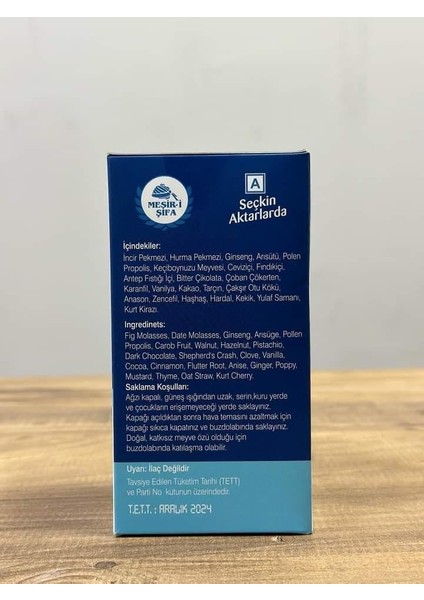 MEŞİR-İ
ŞİFA
A
Seçkin
Aktarlarda
İçindekiler:
İncir Pekmezi, Hurma Pekmezi, Ginseng, Arısütü, Polen
Propolis, Keçiboynuzu Meyvesi, Ceviziçi, Fındıkiçi,
Antep Fıstığı İçi, Bitter Çikolata, Çoban Çökerten,
Karanfil, Vanilya, Kakao, Tarçın, Çakşır Otu Kökü,
Anason, Zencefil, Haşhaş, Hardal, Kekik, Yulaf Samanı,
Kurt Kirazı.
Ingredinets:
Fig Molasses, Date Molasses, Ginseng, Ansüge, Pollen
Propolis, Carob Fruit, Walnut, Hazelnut, Pistachio,
Dark Chocolate, Shepherd's Crash, Clove, Vanilla,
Cocoa, Cinnamon, Flutter Root, Anise, Ginger, Poppy,
Mustard, Thyme, Oat Straw, Kurt Cherry.
Saklama Koşulları:
Ağzı kapalı, güneş ışığından uzak, serin,kuru yerde
ve çocukların erişemeyeceği yerde saklayınız.
Kapağı açıldıktan sonra hava temasını azaltmak için
kapağı sıkıca kapatınız ve buzdolabında saklayınız.
Doğal, katkısız meyve özü olduğu için
buzdolabında katılaşma olabilir.
Uyarı: İlaç Değildir
Tavsiye Edilen Tüketim Tarihi (TETT)
ve Parti No kutunun üzerindedir.
T.E.T.T. : ARALIK 2024